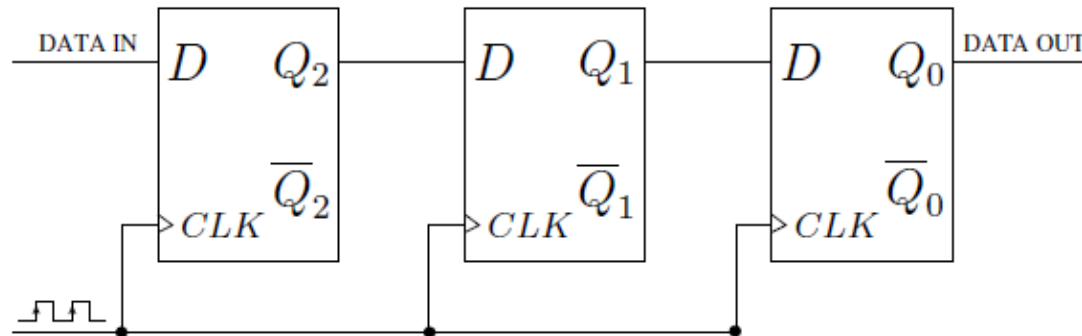 DATA IN
D Q₂
Q̅₂
CLK
D Q₁
Q̅₁
CLK
D Q₀
Q̅₀
CLK
DATA OUT